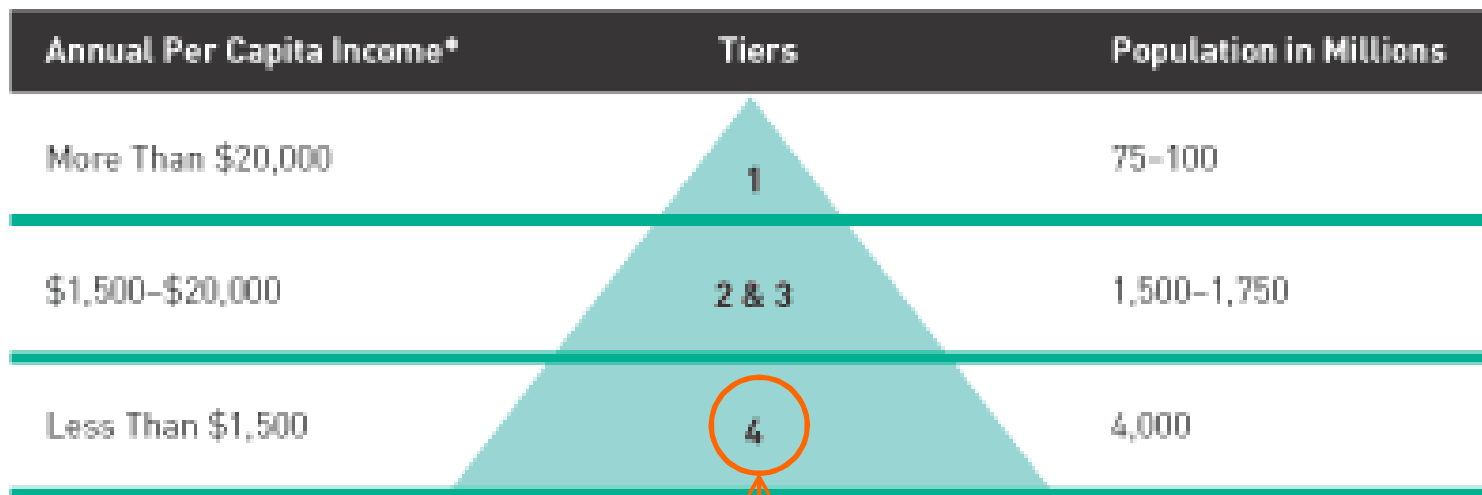 Annual Per Capita Income* Tiers Population in Millions
More Than $20,000 1 75–100
$1,500–$20,000 2 & 3 1,500–1,750
Less Than $1,500 4 4,000